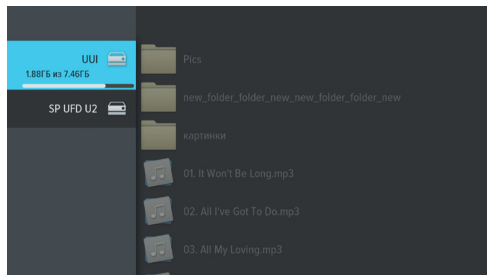 UUI
1.88ГБ из 7.46ГБ
SP UFD U2
Pics
new_folder_folder_new_new_folder_folder_new
картинки
01. It Won't Be Long.mp3
02. All I've Got To Do.mp3
03. All My Loving.mp3